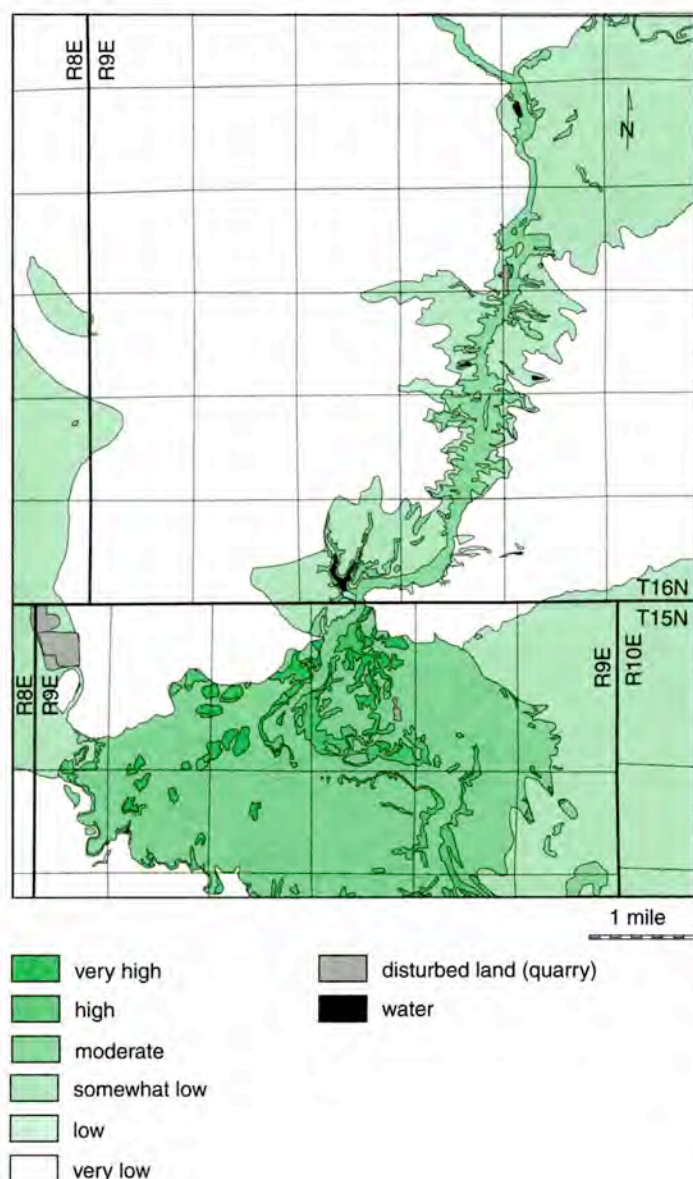 R8E
R9E
N
T16N
T15N
R8E
R9E
R9E
R10E
1 mile
very high
high
moderate
somewhat low
low
very low
disturbed land (quarry)
water